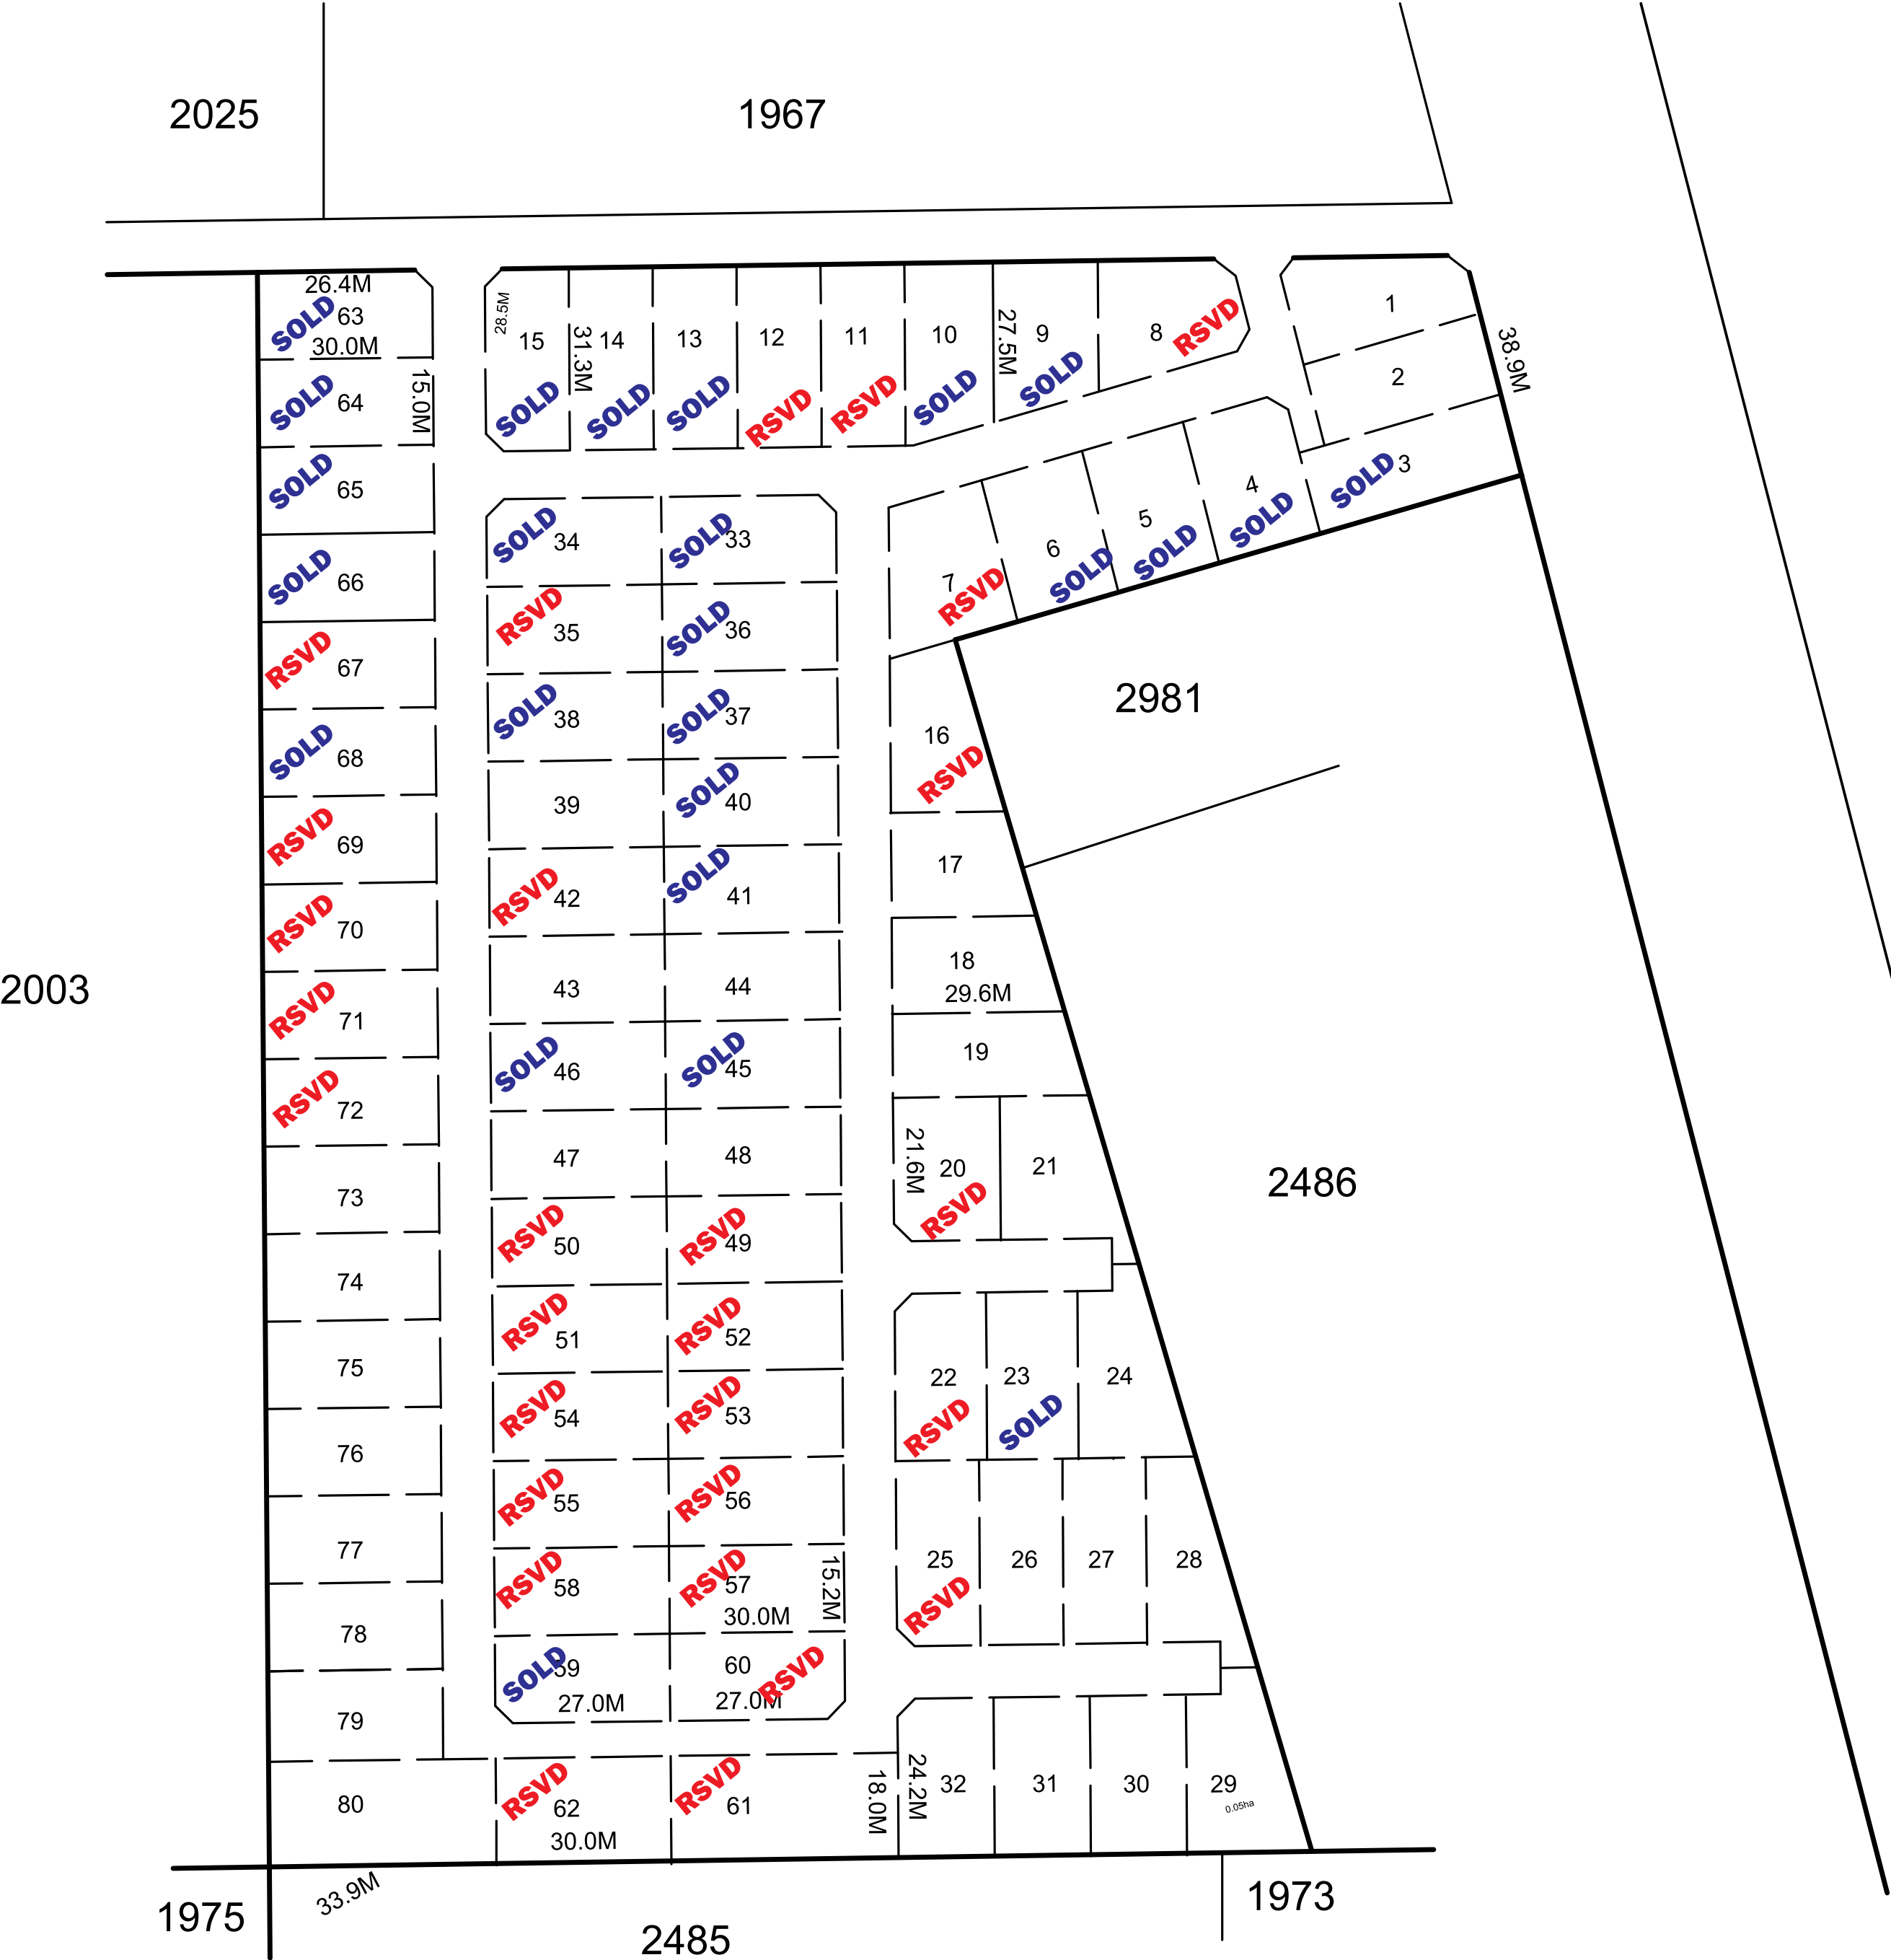 2025
1967
26.4M
SOLD 63
30.0M
SOLD 64
15.0M
SOLD 65
SOLD 66
RSVD 67
SOLD 68
RSVD 69
RSVD 70
RSVD 71
RSVD 72
73
74
75
76
77
78
79
80
28.5M
15
SOLD
31.3M
14
SOLD
13
SOLD
12
RSVD
11
RSVD
10
SOLD
27.5M
9
SOLD
8
RSVD
1
38.9M
2
SOLD 3
4
SOLD
5
SOLD
6
SOLD
7
RSVD
SOLD 34
SOLD 33
RSVD 35
SOLD 36
SOLD 38
SOLD 37
39
SOLD 40
RSVD 42
SOLD 41
43
44
SOLD 46
SOLD 45
47
48
RSVD 50
RSVD 49
RSVD 51
RSVD 52
RSVD 54
RSVD 53
RSVD 55
RSVD 56
RSVD 58
RSVD 57
30.0M
15.2M
SOLD 59
27.0M
60 RSVD
27.0M
RSVD 62
30.0M
RSVD 61
18.0M
16
RSVD
17
18
29.6M
19
21.6M
20
RSVD
21
22
RSVD
23
SOLD
24
25
RSVD
26
27
28
24.2M
32
31
30
29
0.05ha
2981
2486
2003
1975
33.9M
2485
1973